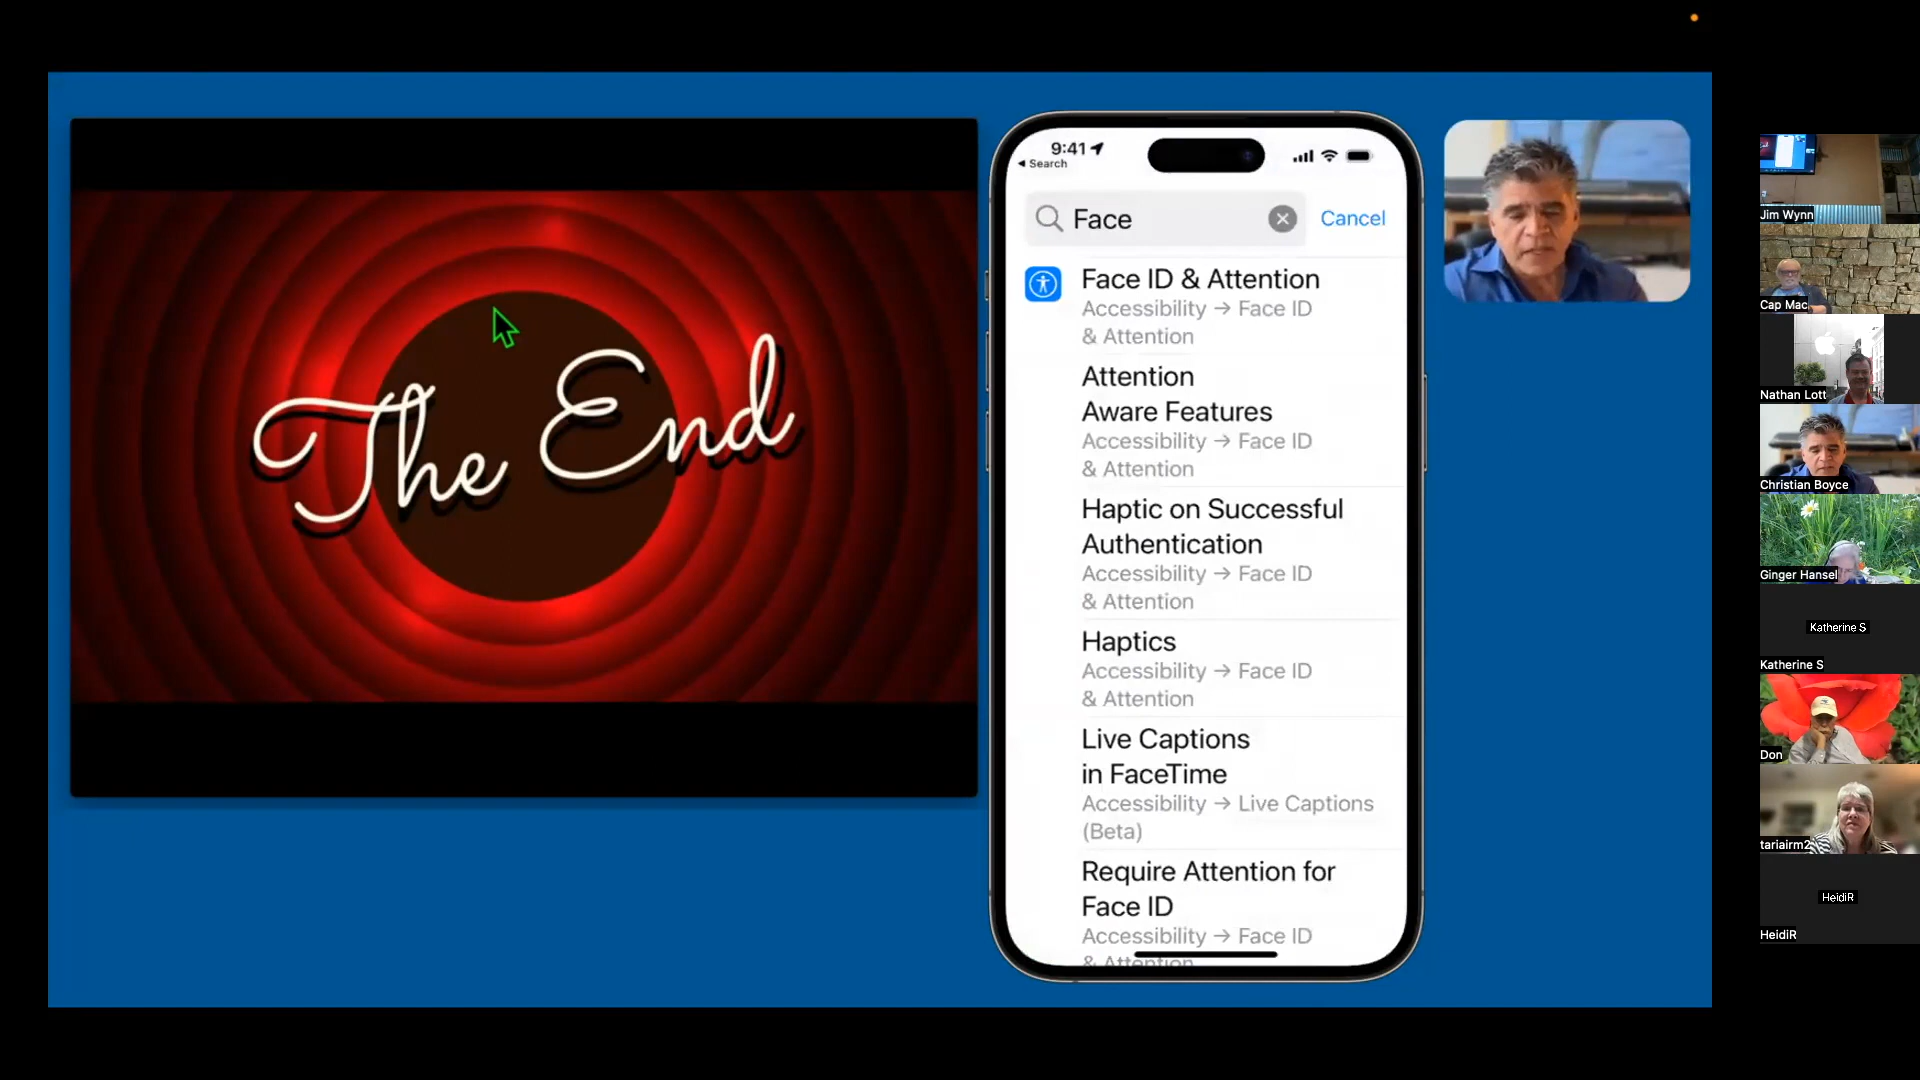 The End
9:41
Search
Face
Cancel
Face ID & Attention
Accessibility → Face ID
& Attention
Attention
Aware Features
Accessibility → Face ID
& Attention
Haptic on Successful
Authentication
Accessibility → Face ID
& Attention
Haptics
Accessibility → Face ID
& Attention
Live Captions
in FaceTime
Accessibility → Live Captions
(Beta)
Require Attention for
Face ID
Accessibility → Face ID
& Attention
Jim Wynn
Cap Mac
Nathan Lott
Christian Boyce
Ginger Hansel
Katherine S
Katherine S
Don
tariairm2
HeidiR
HeidiR